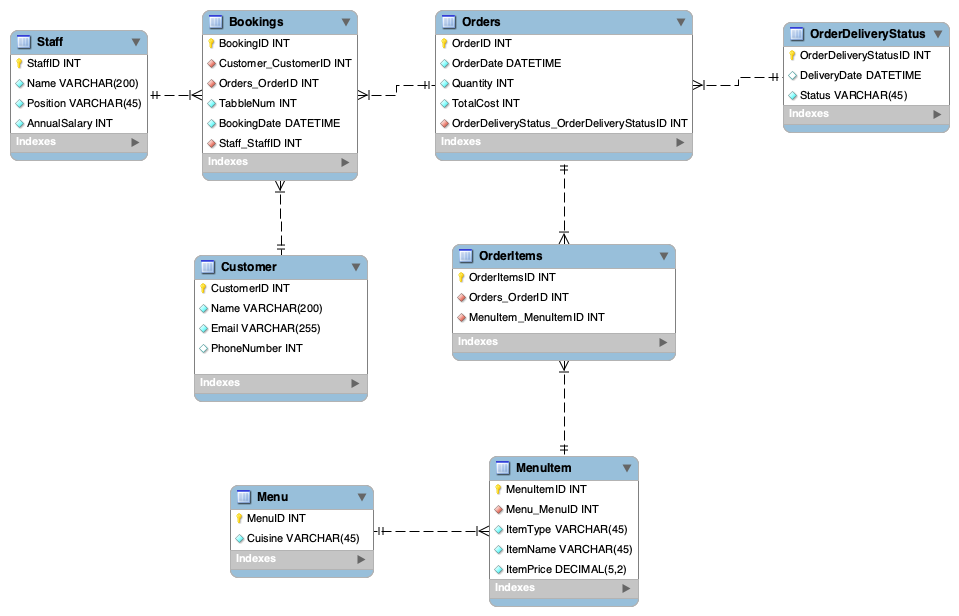 Staff
StaffID INT
Name VARCHAR(200)
Position VARCHAR(45)
AnnualSalary INT
Indexes
Bookings
BookingID INT
Customer_CustomerID INT
Orders_OrderID INT
TabbleNum INT
BookingDate DATETIME
Staff_StaffID INT
Indexes
Orders
OrderID INT
OrderDate DATETIME
Quantity INT
TotalCost INT
OrderDeliveryStatus_OrderDeliveryStatusID INT
Indexes
OrderDeliveryStatus
OrderDeliveryStatusID INT
DeliveryDate DATETIME
Status VARCHAR(45)
Indexes
Customer
CustomerID INT
Name VARCHAR(200)
Email VARCHAR(255)
PhoneNumber INT
Indexes
OrderItems
OrderItemsID INT
Orders_OrderID INT
MenuItem_MenuItemID INT
Indexes
Menu
MenuID INT
Cuisine VARCHAR(45)
Indexes
MenuItem
MenuItemID INT
Menu_MenuID INT
ItemType VARCHAR(45)
ItemName VARCHAR(45)
ItemPrice DECIMAL(5,2)
Indexes